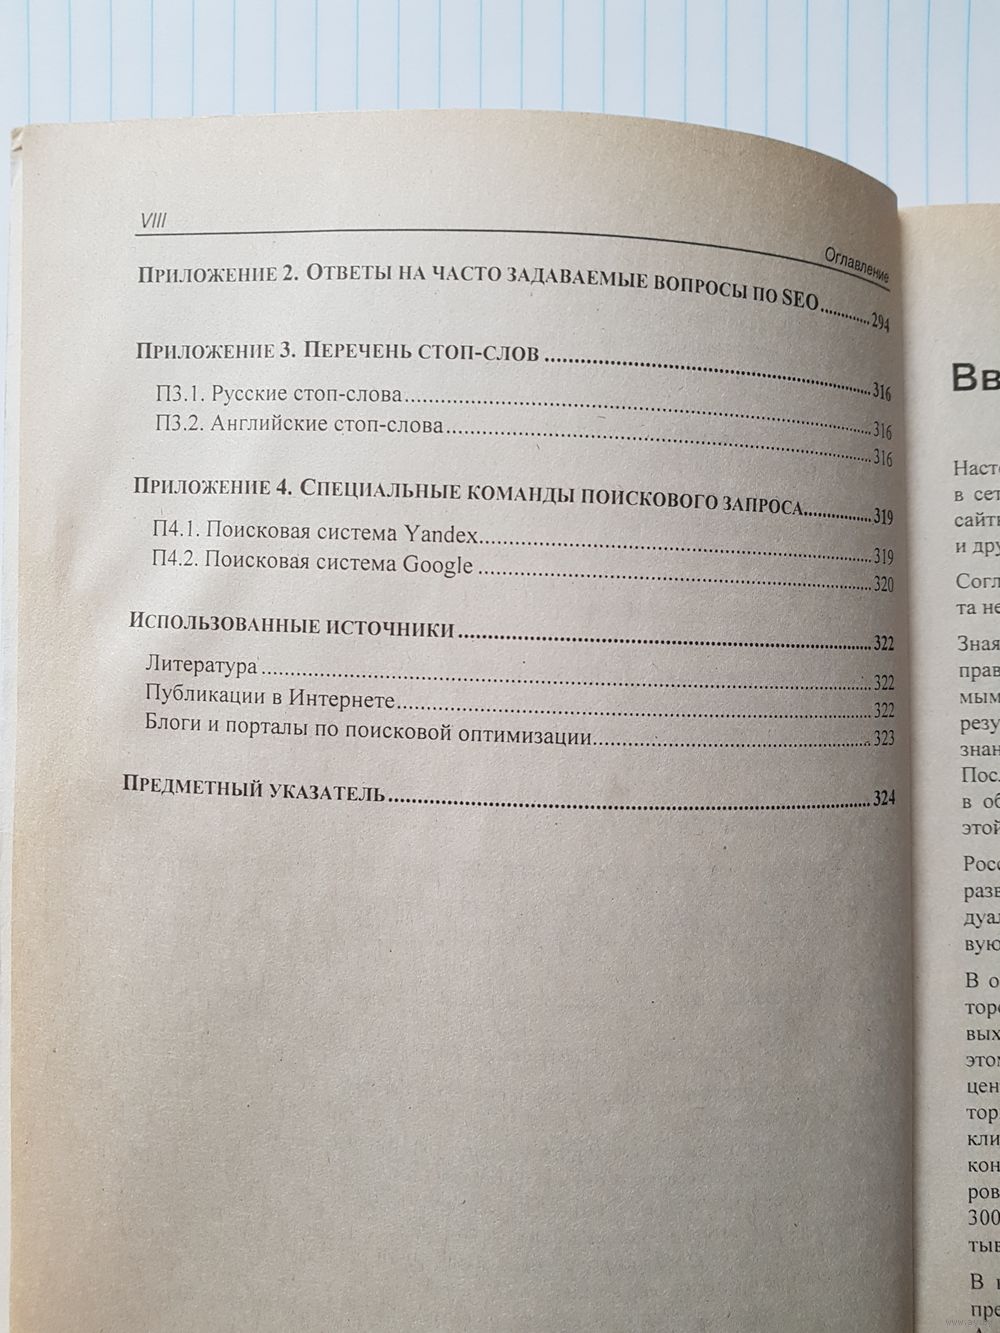 VIII
Оглавление
ПРИЛОЖЕНИЕ 2. ОТВЕТЫ НА ЧАСТО ЗАДАВАЕМЫЕ ВОПРОСЫ ПО SEO............294
ПРИЛОЖЕНИЕ 3. ПЕРЕЧЕНЬ СТОП-СЛОВ............316
П3.1. Русские стоп-слова............316
П3.2. Английские стоп-слова............316
ПРИЛОЖЕНИЕ 4. СПЕЦИАЛЬНЫЕ КОМАНДЫ ПОИСКОВОГО ЗАПРОСА............319
П4.1. Поисковая система Yandex............319
П4.2. Поисковая система Google............320
ИСПОЛЬЗОВАННЫЕ ИСТОЧНИКИ............322
Литература............322
Публикации в Интернете............322
Блоги и порталы по поисковой оптимизации............323
ПРЕДМЕТНЫЙ УКАЗАТЕЛЬ............324
Вв
Наст
в сет
сайт
и дру
Согл
та не
Зная
прав
мым
резу
знан
Пос
в об
этой
Росс
разв
дуал
вую
В о
торо
вых
этом
цен
тор
кли
кон
ров
300
тыв
В
пре